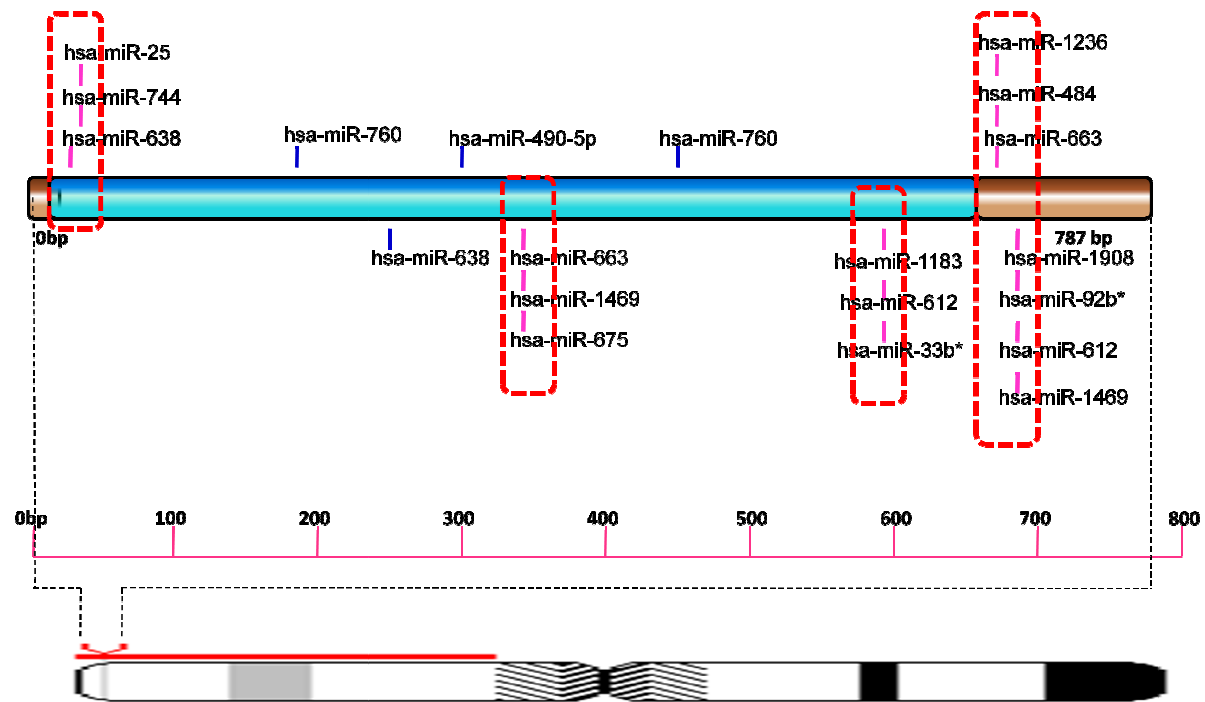 hsa-miR-25
hsa-miR-1236
hsa-miR-744
hsa-miR-484
hsa-miR-638
hsa-miR-760
hsa-miR-490-5p
hsa-miR-760
hsa-miR-663
0bp
787 bp
hsa-miR-638
hsa-miR-663
hsa-miR-1183
hsa-miR-1908
hsa-miR-1469
hsa-miR-612
hsa-miR-92b*
hsa-miR-675
hsa-miR-33b*
hsa-miR-612
hsa-miR-1469
0bp 100 200 300 400 500 600 700 800